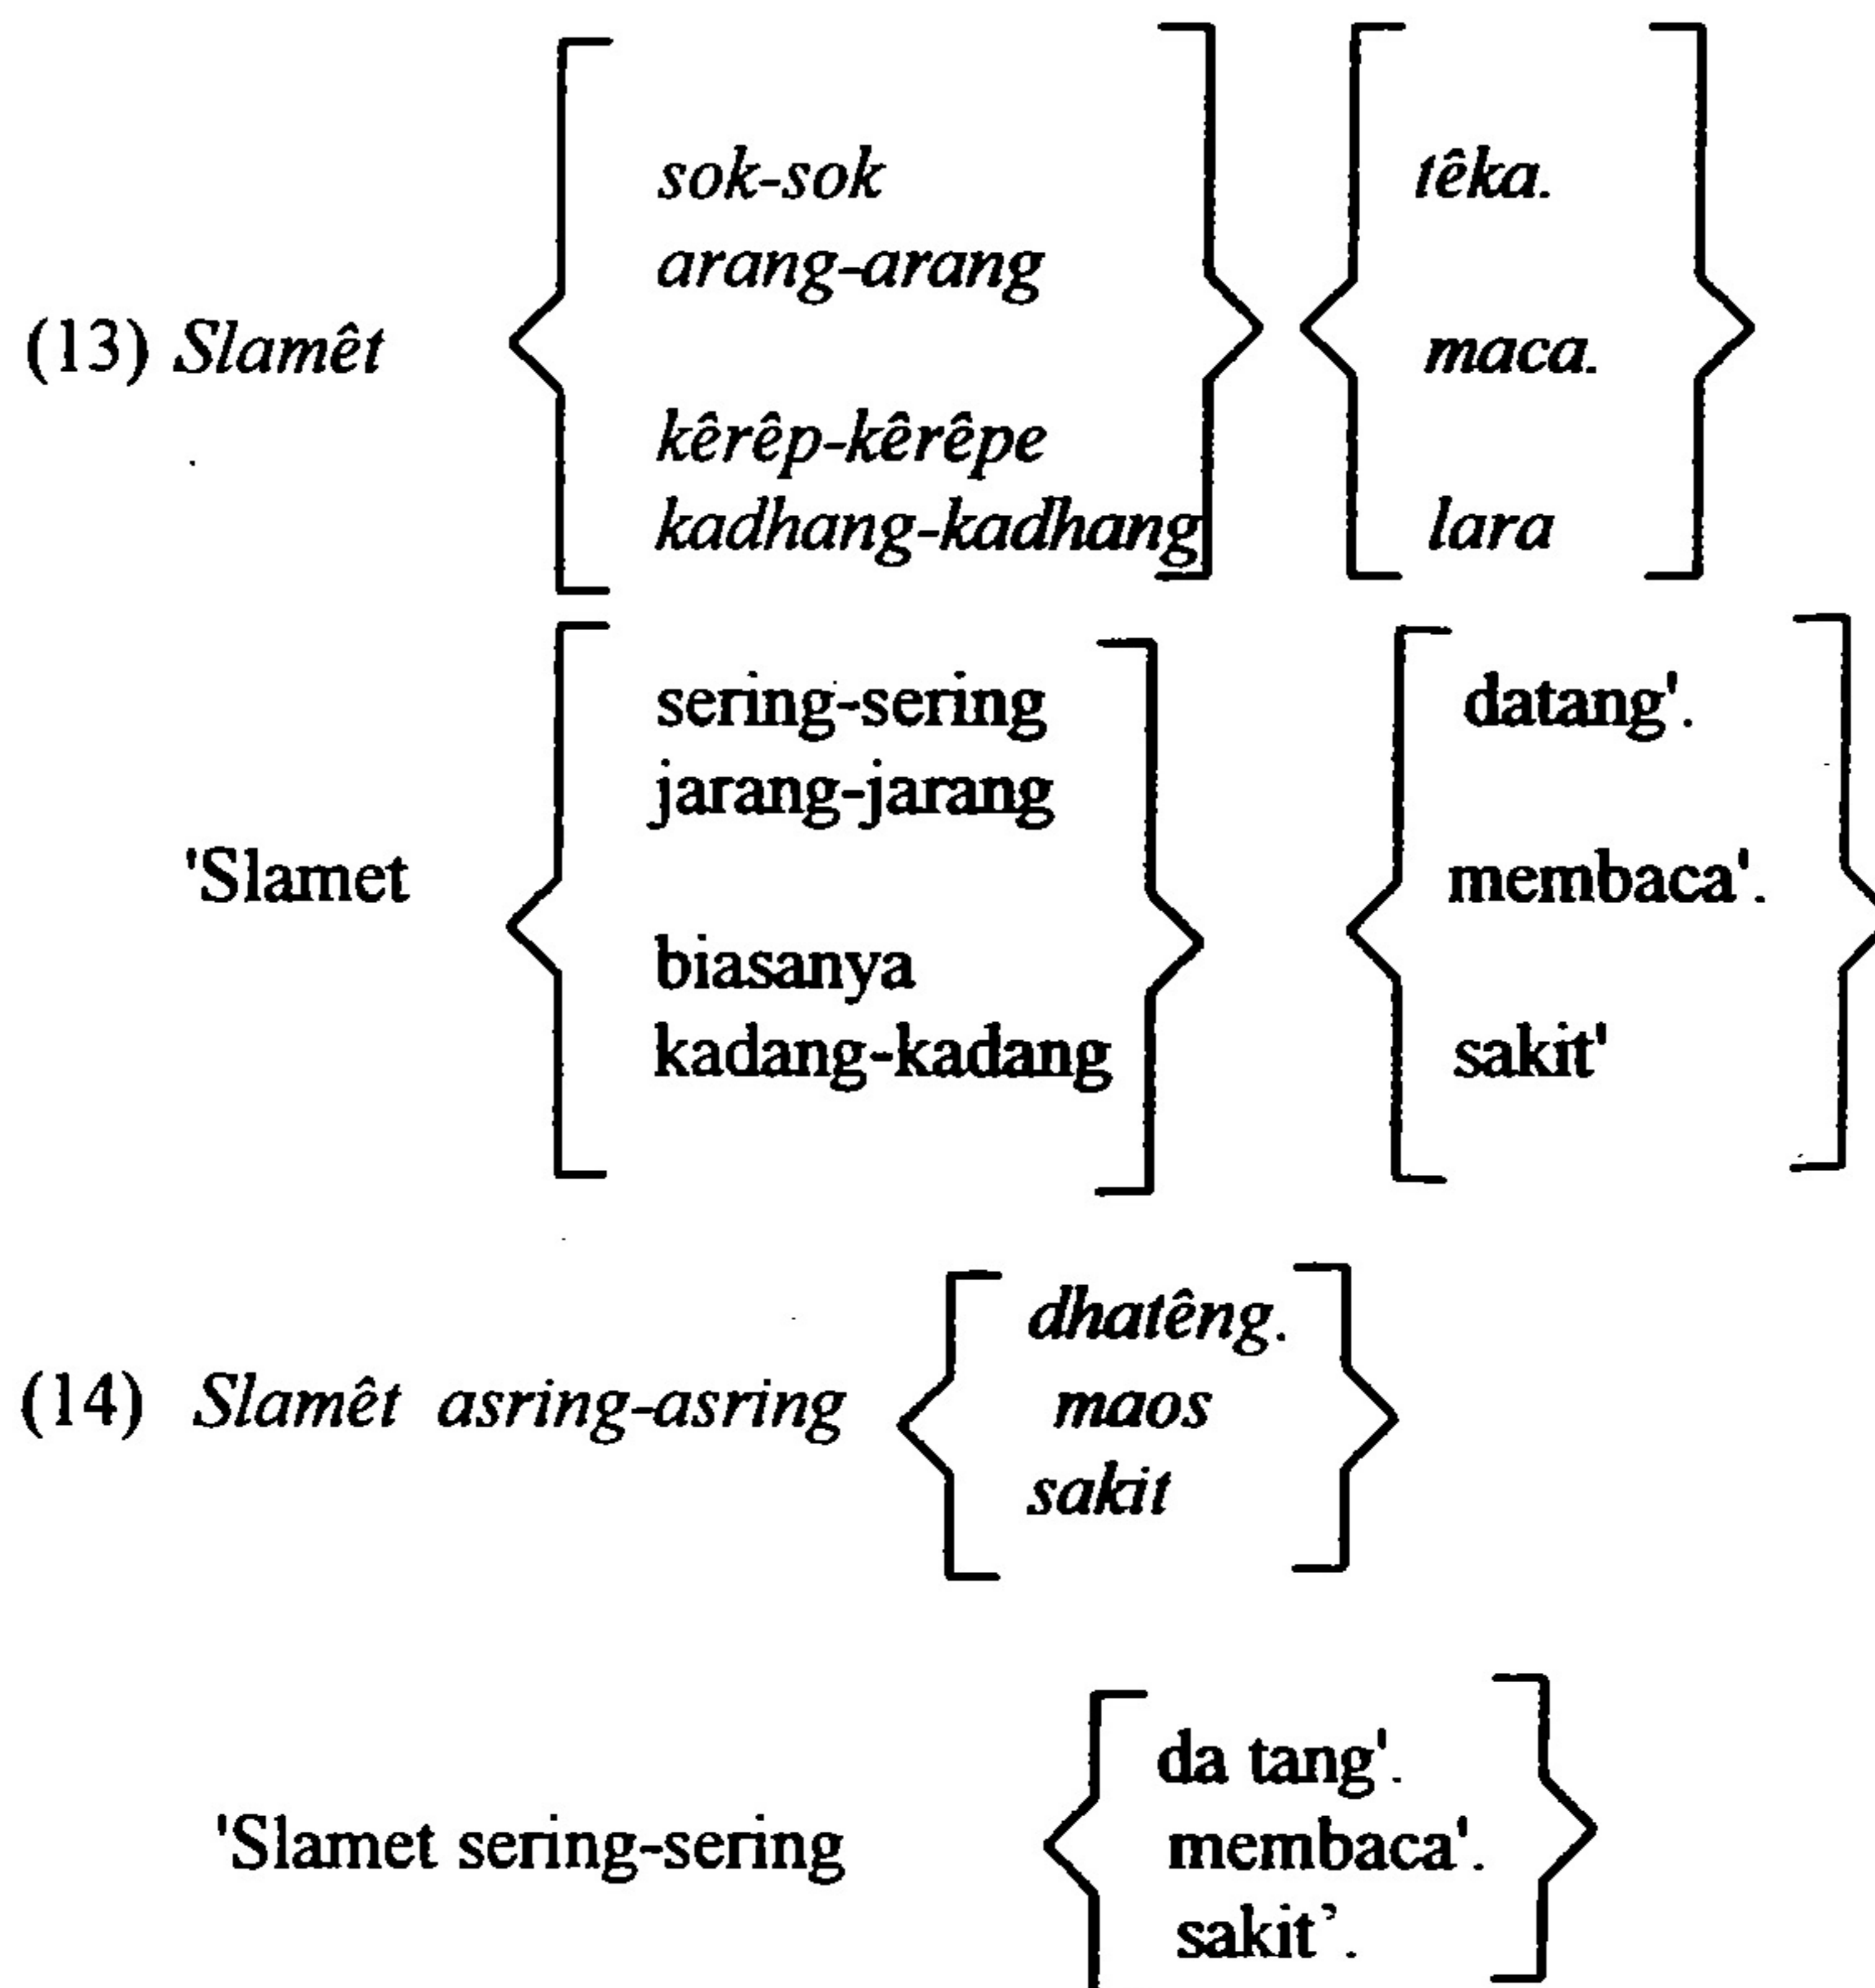 sok-sok têka.
arang-arang
(13) Slamêt maca.
kêrêp-kêrêpe
kadhang-kadhang lara
sering-sering datang'.
jarang-jarang
'Slamet membaca'.
biasanya
kadang-kadang sakit'
dhatêng.
(14) Slamêt asring-asring maos
sakit
da tang'.
'Slamet sering-sering membaca'.
sakit’.